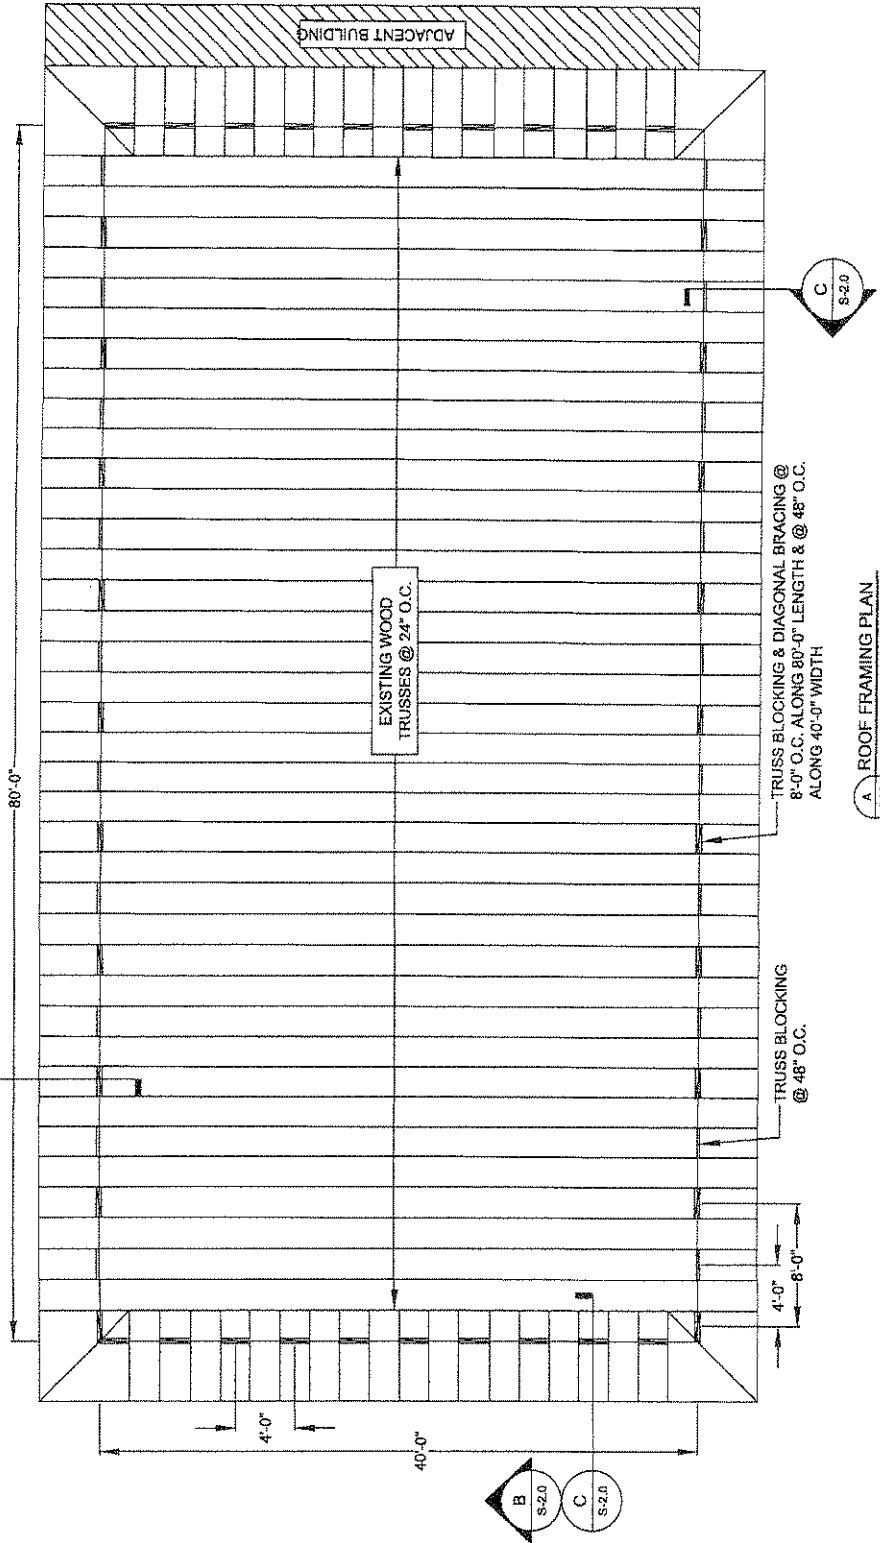 ADJACENT BUILDING
80'-0"
EXISTING WOOD
TRUSSES @ 24" O.C.
C
S-2.0
TRUSS BLOCKING & DIAGONAL BRACING @
8'-0" O.C. ALONG 80'-0" LENGTH & @ 48" O.C.
ALONG 40'-0" WIDTH
TRUSS BLOCKING
@ 48" O.C.
4'-0"
8'-0"
4'-0"
40'-0"
B
S-2.0
C
S-2.0
A
ROOF FRAMING PLAN